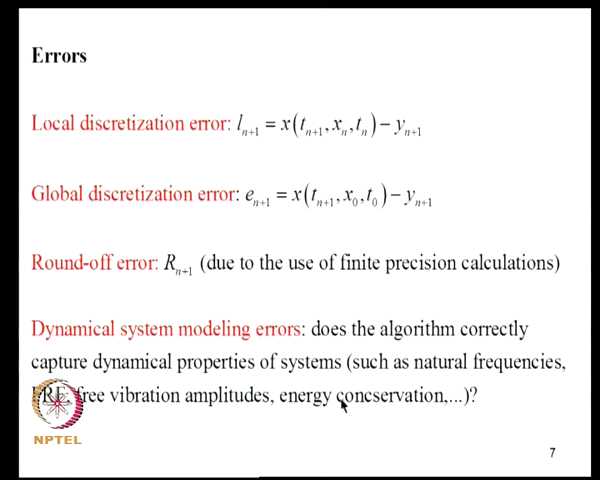 Errors
Local discretization error: l_{n+1} = x(t_{n+1}, x_n, t_n) − y_{n+1}
Global discretization error: e_{n+1} = x(t_{n+1}, x_0, t_0) − y_{n+1}
Round-off error: R_{n+1} (due to the use of finite precision calculations)
Dynamical system modeling errors: does the algorithm correctly
capture dynamical properties of systems (such as natural frequencies,
free vibration amplitudes, energy concservation,...)?
NPTEL
7